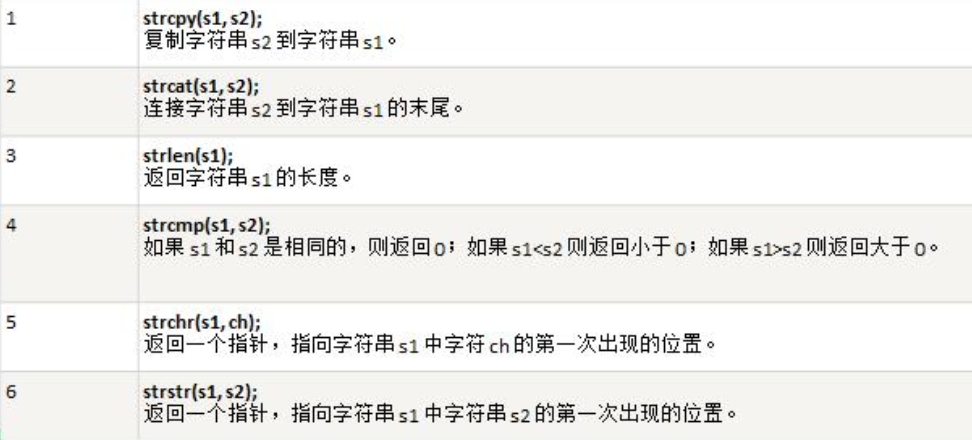 1
strcpy(s1, s2);
复制字符串 s2 到字符串 s1。
2
strcat(s1, s2);
连接字符串 s2 到字符串 s1 的末尾。
3
strlen(s1);
返回字符串 s1 的长度。
4
strcmp(s1, s2);
如果 s1 和 s2 是相同的，则返回 0；如果 s1<s2 则返回小于 0；如果 s1>s2 则返回大于 0。
5
strchr(s1, ch);
返回一个指针，指向字符串 s1 中字符 ch 的第一次出现的位置。
6
strstr(s1, s2);
返回一个指针，指向字符串 s1 中字符串 s2 的第一次出现的位置。